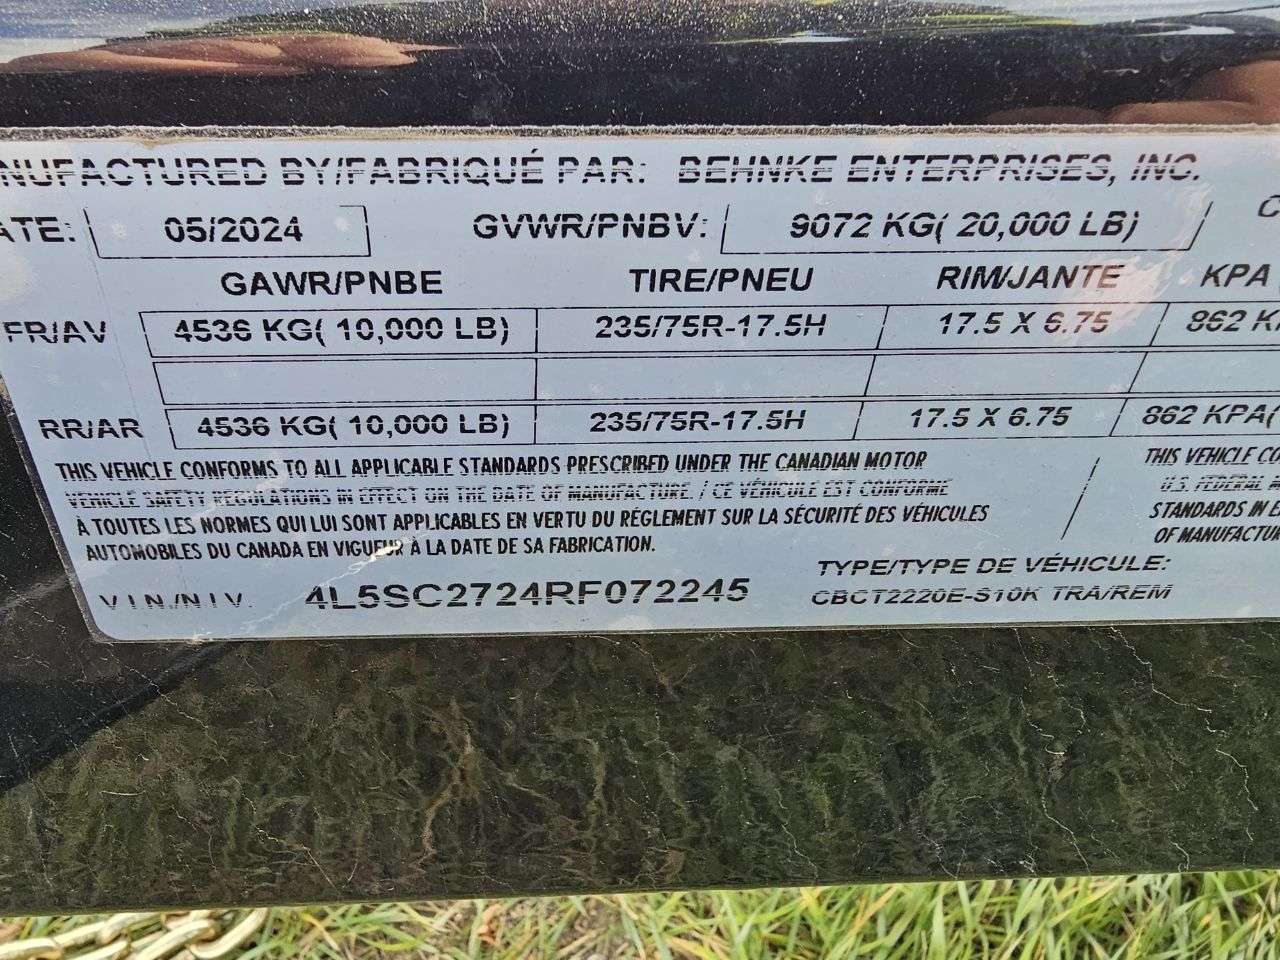 NUFACTURED BY/FABRIQUÉ PAR: BEHNKE ENTERPRISES, INC.
ATE: 05/2024 GVWR/PNBV: 9072 KG( 20,000 LB) C
GAWR/PNBE TIRE/PNEU RIM/JANTE KPA
FR/AV 4536 KG( 10,000 LB) 235/75R-17.5H 17.5 X 6.75 862 K
RR/AR 4536 KG( 10,000 LB) 235/75R-17.5H 17.5 X 6.75 862 KPA(
THIS VEHICLE CONFORMS TO ALL APPLICABLE STANDARDS PRESCRIBED UNDER THE CANADIAN MOTOR
VEHICLE SAFETY REGULATIONS IN EFFECT ON THE DATE OF MANUFACTURE. / CE VÉHICULE EST CONFORME
À TOUTES LES NORMES QUI LUI SONT APPLICABLES EN VERTU DU RÉGLEMENT SUR LA SÉCURITÉ DES VÉHICULES
AUTOMOBILES DU CANADA EN VIGUEUR À LA DATE DE SA FABRICATION.
THIS VEHICLE CO
U.S. FEDERAL M
STANDARDS IN E
OF MANUFACTU
V.I.N./N.I.V. 4L5SC2724RF072245
TYPE/TYPE DE VÉHICULE:
CBCT2220E-S10K TRA/REM